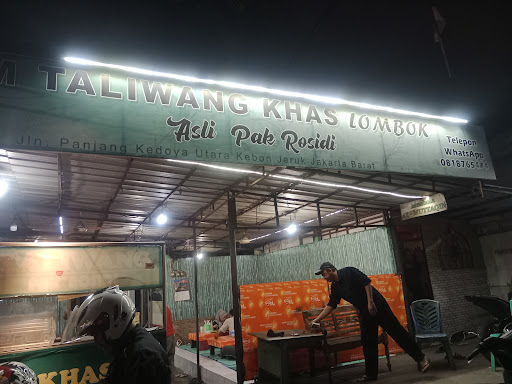 M TALIWANG KHAS LOMBOK
Asli Pak Rosidi
Jln. Panjang Kedoya Utara Kebon Jeruk Jakarta Barat
Telepon
WhatsApp
KHAS